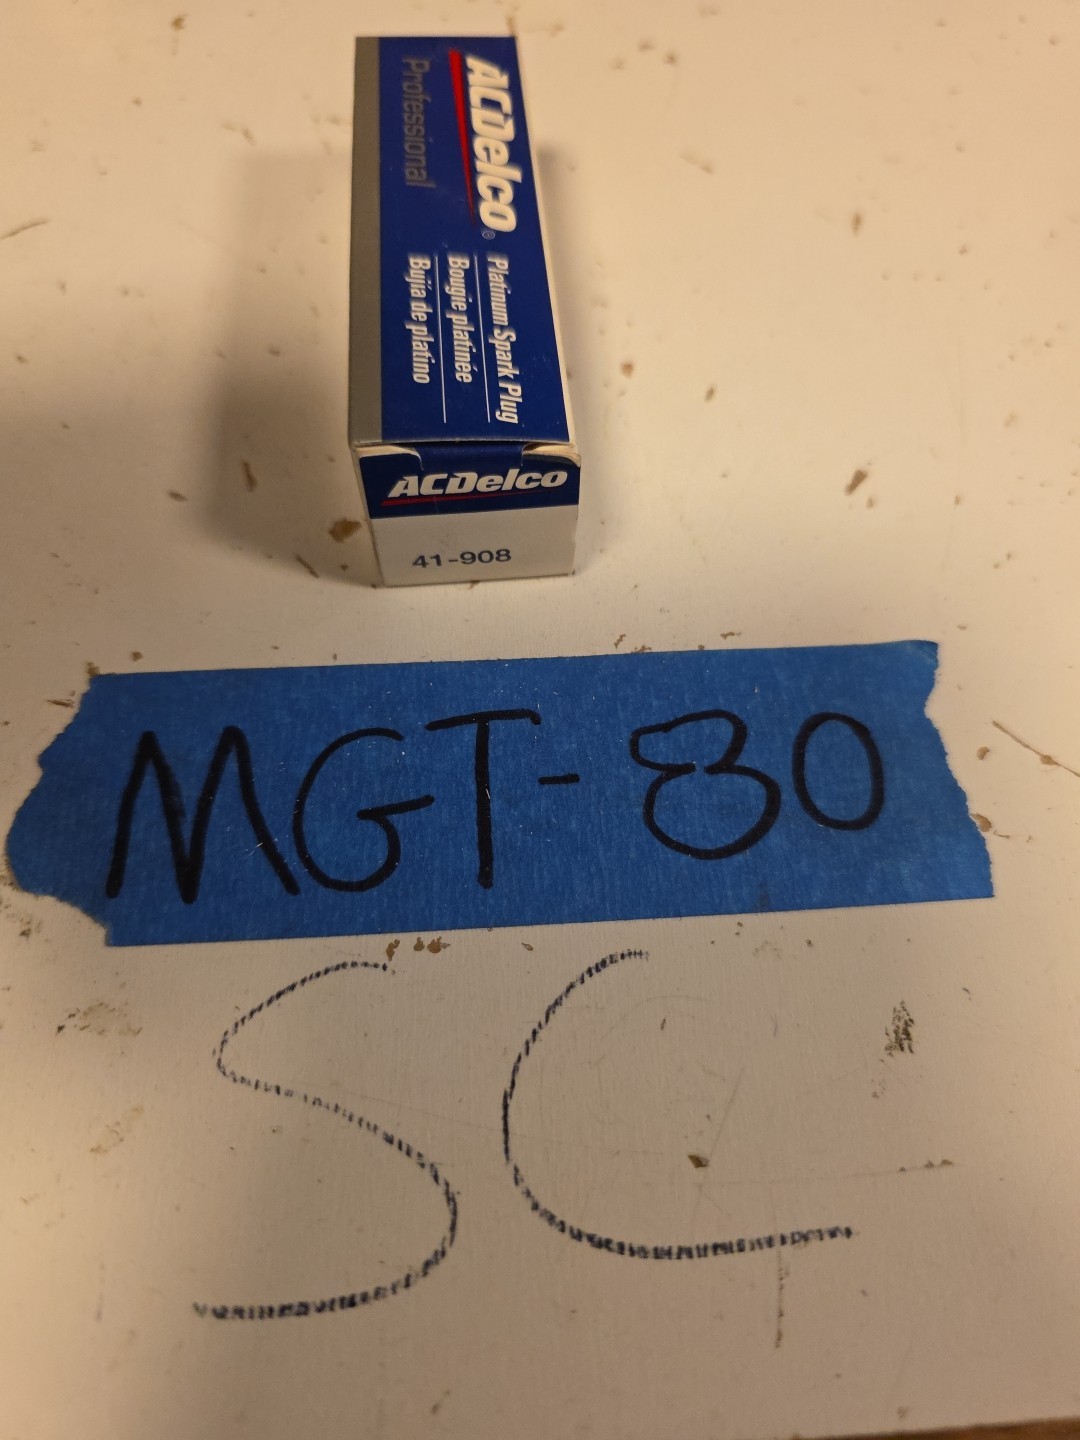 ACDelco®
Professional
Platinum Spark Plug
Bougie platinée
Bujía de platino
ACDelco
41-908
MGT-80
SC